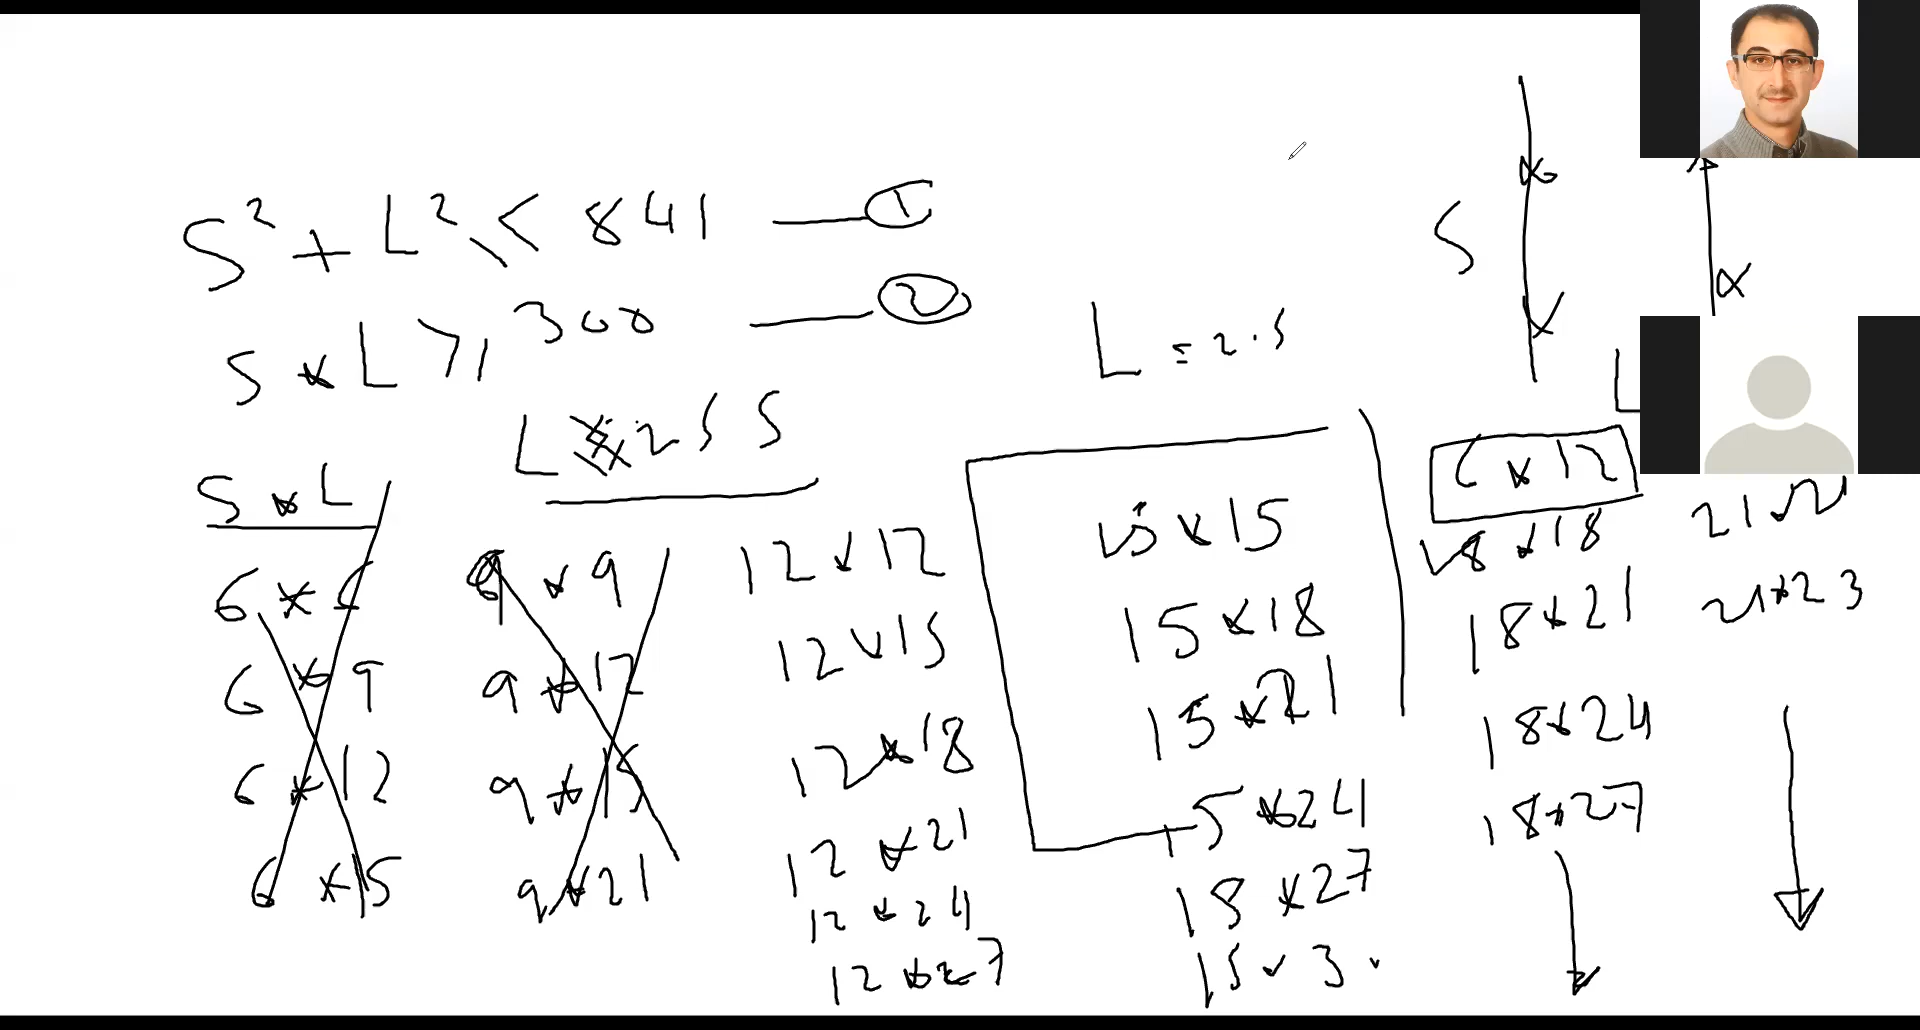 S² + L² ≤ 841 — ①
S * L ≥ 300 — ②
S
L = 2.5
L
L 2.5 S
S * L
6 * 6
6 * 9
6 * 12
6 * 15
9 * 9
9 * 12
9 * 15
9 * 21
12 * 12
12 * 15
12 * 18
12 * 21
12 * 24
12 * 27
15 * 15
15 * 18
15 * 21
15 * 24
15 * 27
15 * 30
6 * 12
18 * 18
18 * 21
18 * 24
18 * 27
21 * 21
21 * 23